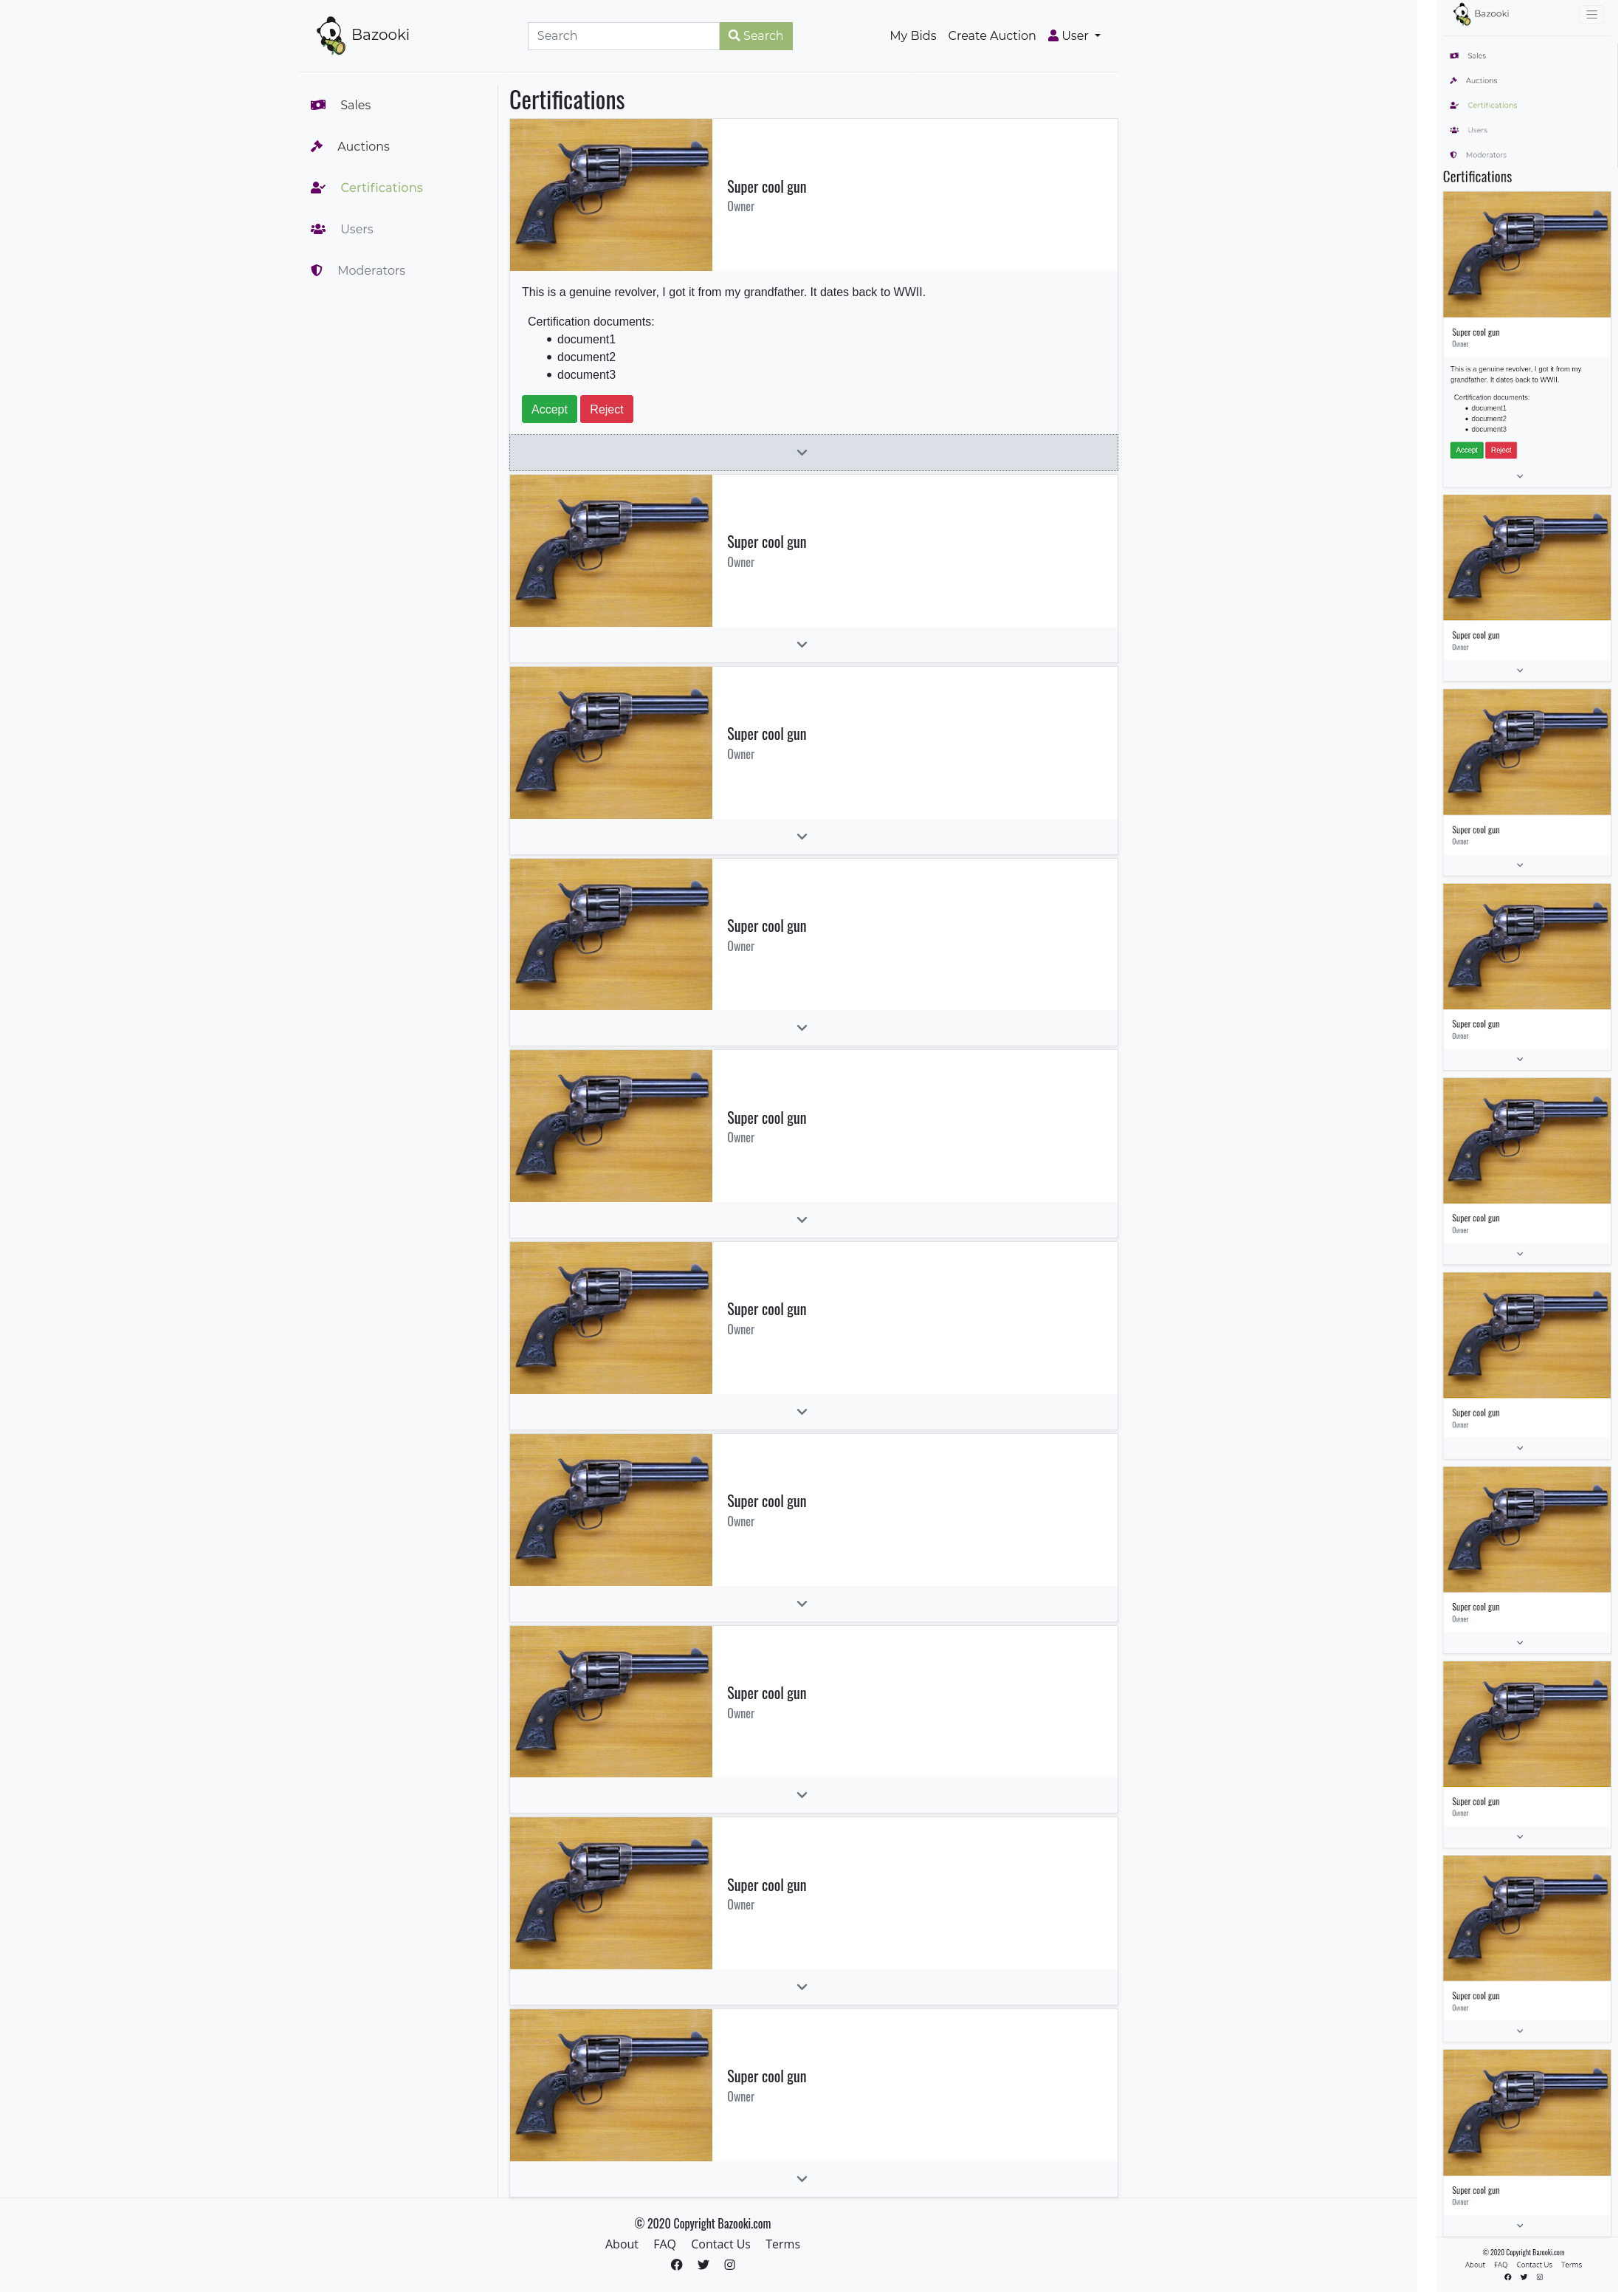 Bazooki
Search
Search
My Bids
Create Auction
User
Sales
Auctions
Certifications
Users
Moderators
Certifications
Super cool gun
Owner
This is a genuine revolver, I got it from my grandfather. It dates back to WWII.
Certification documents:
document1
document2
document3
Accept
Reject
Super cool gun
Owner
Super cool gun
Owner
Super cool gun
Owner
Super cool gun
Owner
Super cool gun
Owner
Super cool gun
Owner
Super cool gun
Owner
Super cool gun
Owner
Super cool gun
Owner
© 2020 Copyright Bazooki.com
About
FAQ
Contact Us
Terms
Bazooki
Sales
Auctions
Certifications
Users
Moderators
Certifications
Super cool gun
Owner
This is a genuine revolver, I got it from my
grandfather. It dates back to WWII.
Certification documents:
document1
document2
document3
Accept
Reject
Super cool gun
Owner
Super cool gun
Owner
Super cool gun
Owner
Super cool gun
Owner
Super cool gun
Owner
Super cool gun
Owner
Super cool gun
Owner
Super cool gun
Owner
Super cool gun
Owner
© 2020 Copyright Bazooki.com
About
FAQ
Contact Us
Terms